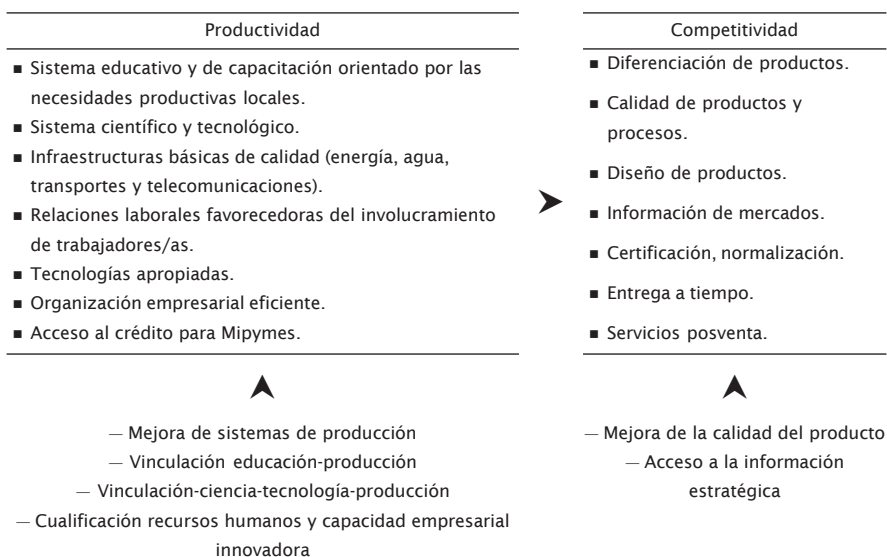 Productividad
■ Sistema educativo y de capacitación orientado por las
necesidades productivas locales.
■ Sistema científico y tecnológico.
■ Infraestructuras básicas de calidad (energía, agua,
transportes y telecomunicaciones).
■ Relaciones laborales favorecedoras del involucramiento
de trabajadores/as.
■ Tecnologías apropiadas.
■ Organización empresarial eficiente.
■ Acceso al crédito para Mipymes.
— Mejora de sistemas de producción
— Vinculación educación-producción
— Vinculación-ciencia-tecnología-producción
— Cualificación recursos humanos y capacidad empresarial
innovadora
Competitividad
■ Diferenciación de productos.
■ Calidad de productos y
procesos.
■ Diseño de productos.
■ Información de mercados.
■ Certificación, normalización.
■ Entrega a tiempo.
■ Servicios posventa.
— Mejora de la calidad del producto
— Acceso a la información
estratégica